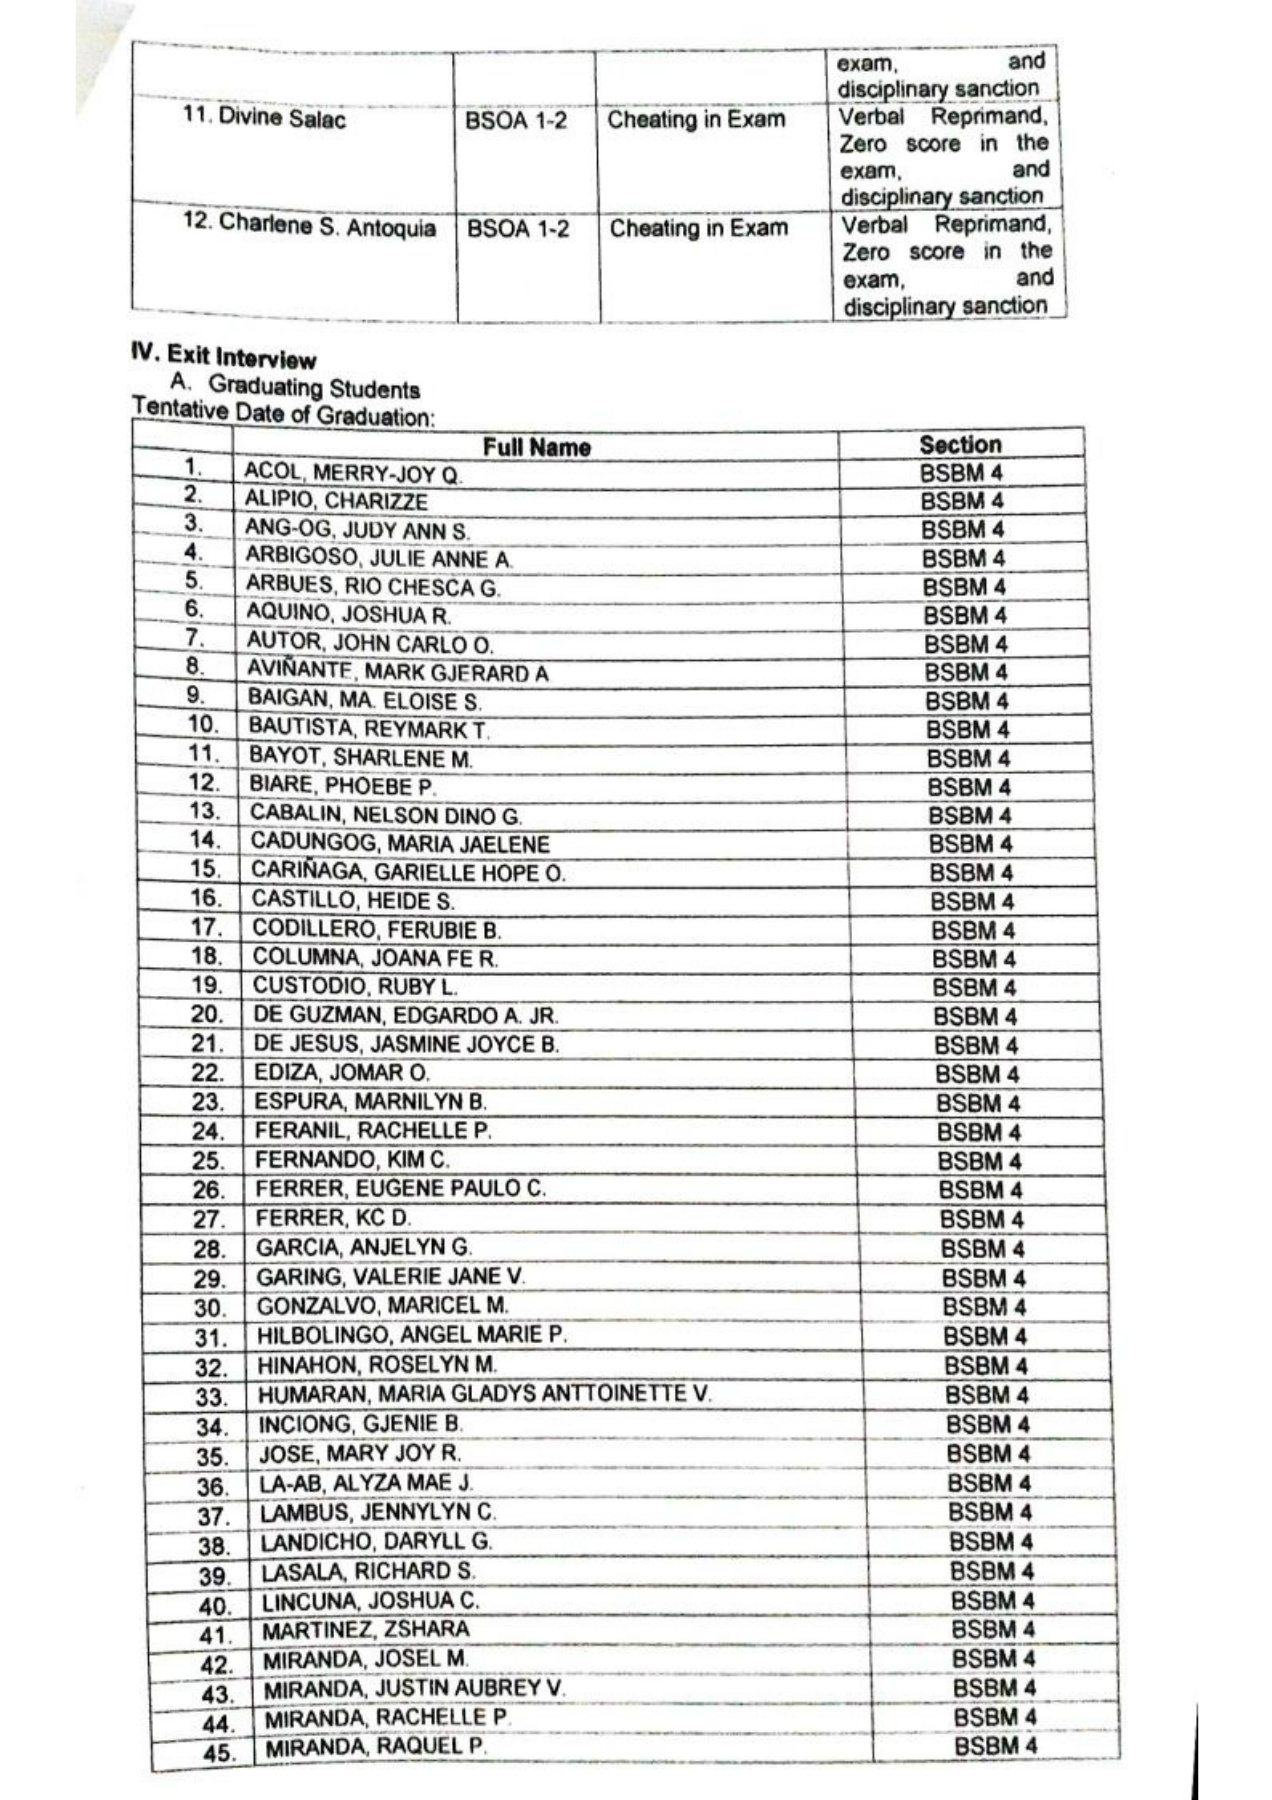 exam, and
disciplinary sanction
11. Divine Salac BSOA 1-2 Cheating in Exam Verbal Reprimand,
Zero score in the
exam, and
disciplinary sanction
12. Charlene S. Antoquia BSOA 1-2 Cheating in Exam Verbal Reprimand,
Zero score in the
exam, and
disciplinary sanction
IV. Exit Interview
A. Graduating Students
Tentative Date of Graduation:
Full Name Section
1. ACOL, MERRY-JOY Q. BSBM 4
2. ALIPIO, CHARIZZE BSBM 4
3. ANG-OG, JUDY ANN S. BSBM 4
4. ARBIGOSO, JULIE ANNE A. BSBM 4
5. ARBUES, RIO CHESCA G. BSBM 4
6. AQUINO, JOSHUA R. BSBM 4
7. AUTOR, JOHN CARLO O. BSBM 4
8. AVIÑANTE, MARK GJERARD A BSBM 4
9. BAIGAN, MA. ELOISE S. BSBM 4
10. BAUTISTA, REYMARK T. BSBM 4
11. BAYOT, SHARLENE M. BSBM 4
12. BIARE, PHOEBE P. BSBM 4
13. CABALIN, NELSON DINO G. BSBM 4
14. CADUNGOG, MARIA JAELENE BSBM 4
15. CARIÑAGA, GARIELLE HOPE O. BSBM 4
16. CASTILLO, HEIDE S. BSBM 4
17. CODILLERO, FERUBIE B. BSBM 4
18. COLUMNA, JOANA FE R. BSBM 4
19. CUSTODIO, RUBY L. BSBM 4
20. DE GUZMAN, EDGARDO A. JR. BSBM 4
21. DE JESUS, JASMINE JOYCE B. BSBM 4
22. EDIZA, JOMAR O. BSBM 4
23. ESPURA, MARNILYN B. BSBM 4
24. FERANIL, RACHELLE P. BSBM 4
25. FERNANDO, KIM C. BSBM 4
26. FERRER, EUGENE PAULO C. BSBM 4
27. FERRER, KC D. BSBM 4
28. GARCIA, ANJELYN G. BSBM 4
29. GARING, VALERIE JANE V. BSBM 4
30. GONZALVO, MARICEL M. BSBM 4
31. HILBOLINGO, ANGEL MARIE P. BSBM 4
32. HINAHON, ROSELYN M. BSBM 4
33. HUMARAN, MARIA GLADYS ANTTOINETTE V. BSBM 4
34. INCIONG, GJENIE B. BSBM 4
35. JOSE, MARY JOY R. BSBM 4
36. LA-AB, ALYZA MAE J. BSBM 4
37. LAMBUS, JENNYLYN C. BSBM 4
38. LANDICHO, DARYLL G. BSBM 4
39. LASALA, RICHARD S. BSBM 4
40. LINCUNA, JOSHUA C. BSBM 4
41. MARTINEZ, ZSHARA BSBM 4
42. MIRANDA, JOSEL M. BSBM 4
43. MIRANDA, JUSTIN AUBREY V. BSBM 4
44. MIRANDA, RACHELLE P. BSBM 4
45. MIRANDA, RAQUEL P. BSBM 4